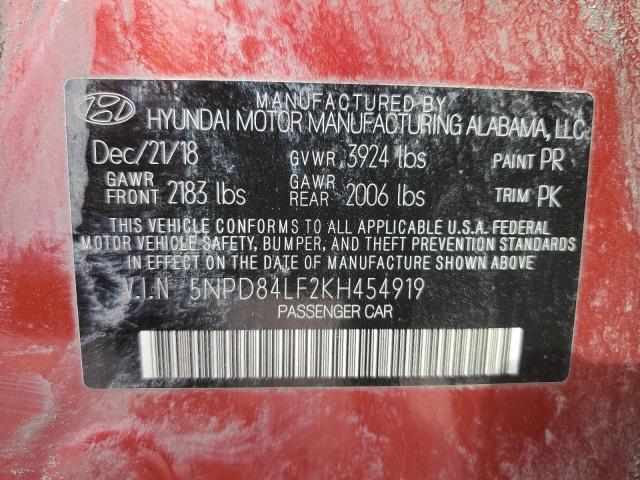 MANUFACTURED BY
HYUNDAI MOTOR MANUFACTURING ALABAMA, LLC
Dec/21/18 GVWR 3924 lbs PAINT PR
GAWR FRONT 2183 lbs GAWR REAR 2006 lbs TRIM PK
THIS VEHICLE CONFORMS TO ALL APPLICABLE U.S.A. FEDERAL
MOTOR VEHICLE SAFETY, BUMPER, AND THEFT PREVENTION STANDARDS
IN EFFECT ON THE DATE OF MANUFACTURE SHOWN ABOVE.
V.I.N 5NPD84LF2KH454919
PASSENGER CAR